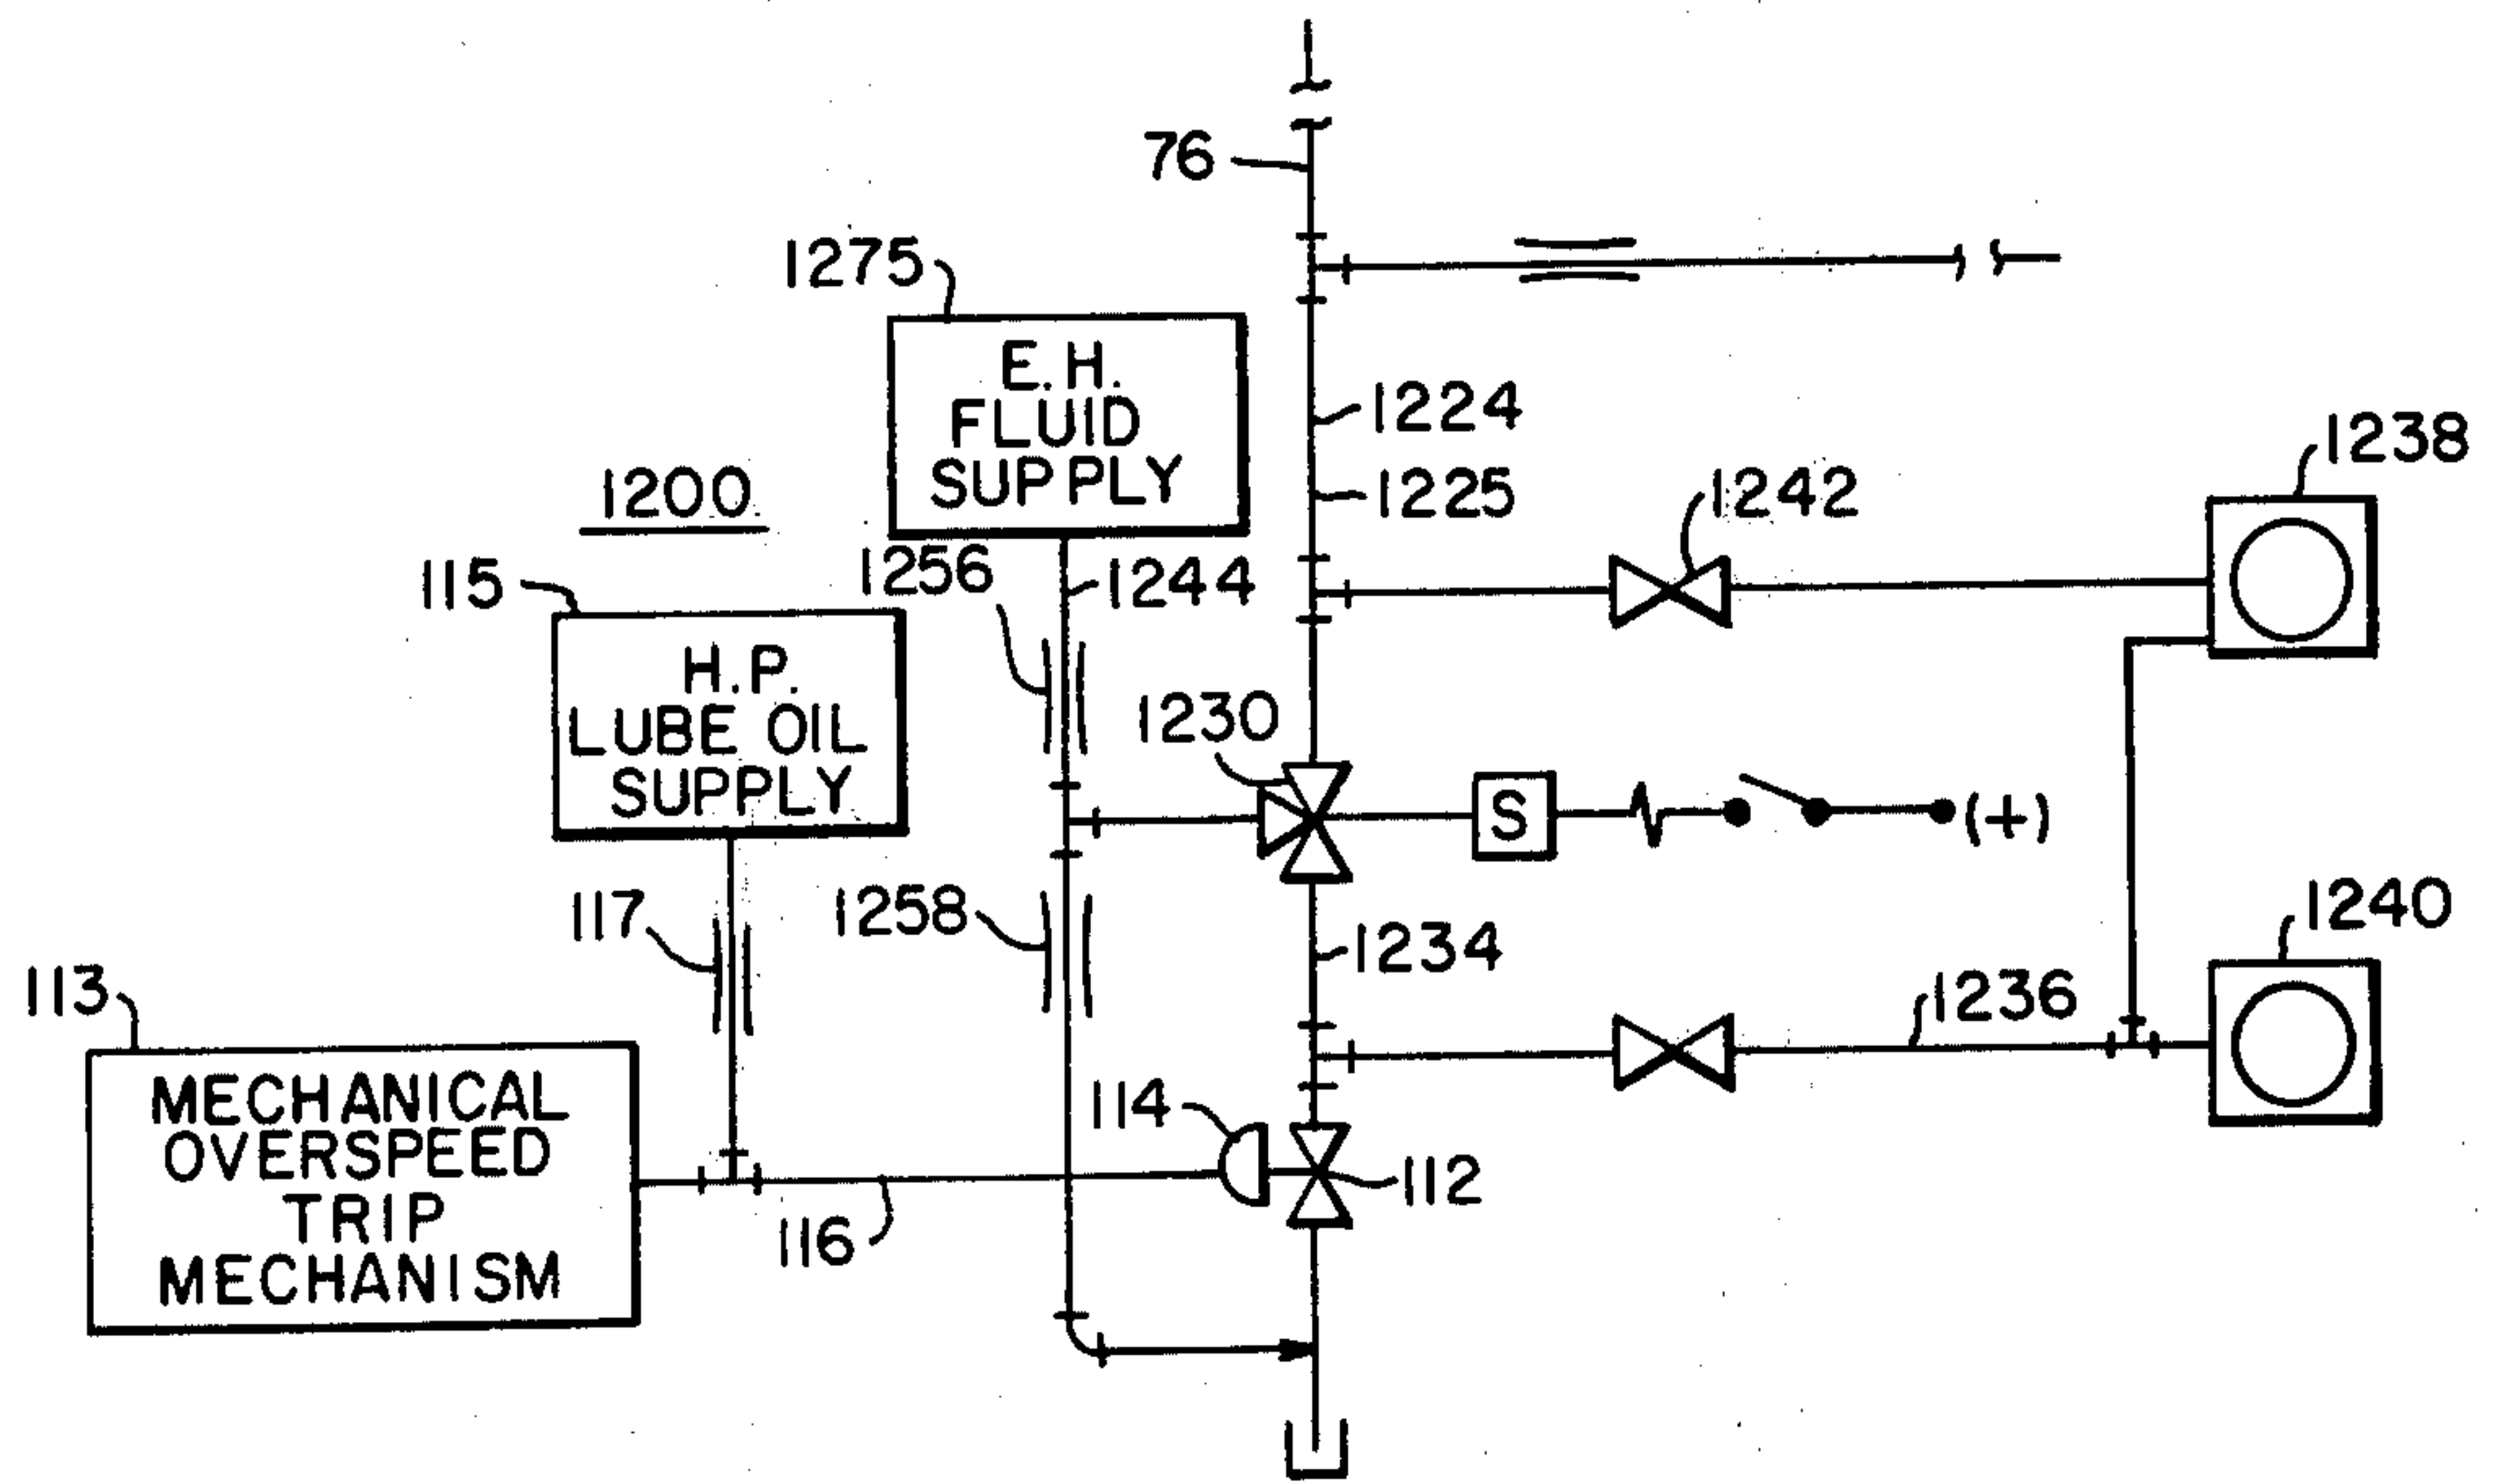 76
1275
E.H.
FLUID
SUPPLY
1224
1225
1238
1242
1200
1256
1244
115
H.P.
LUBE OIL
SUPPLY
1230
S
(+)
117
1258
1234
1240
113
1236
MECHANICAL
OVERSPEED
TRIP
MECHANISM
114
112
116